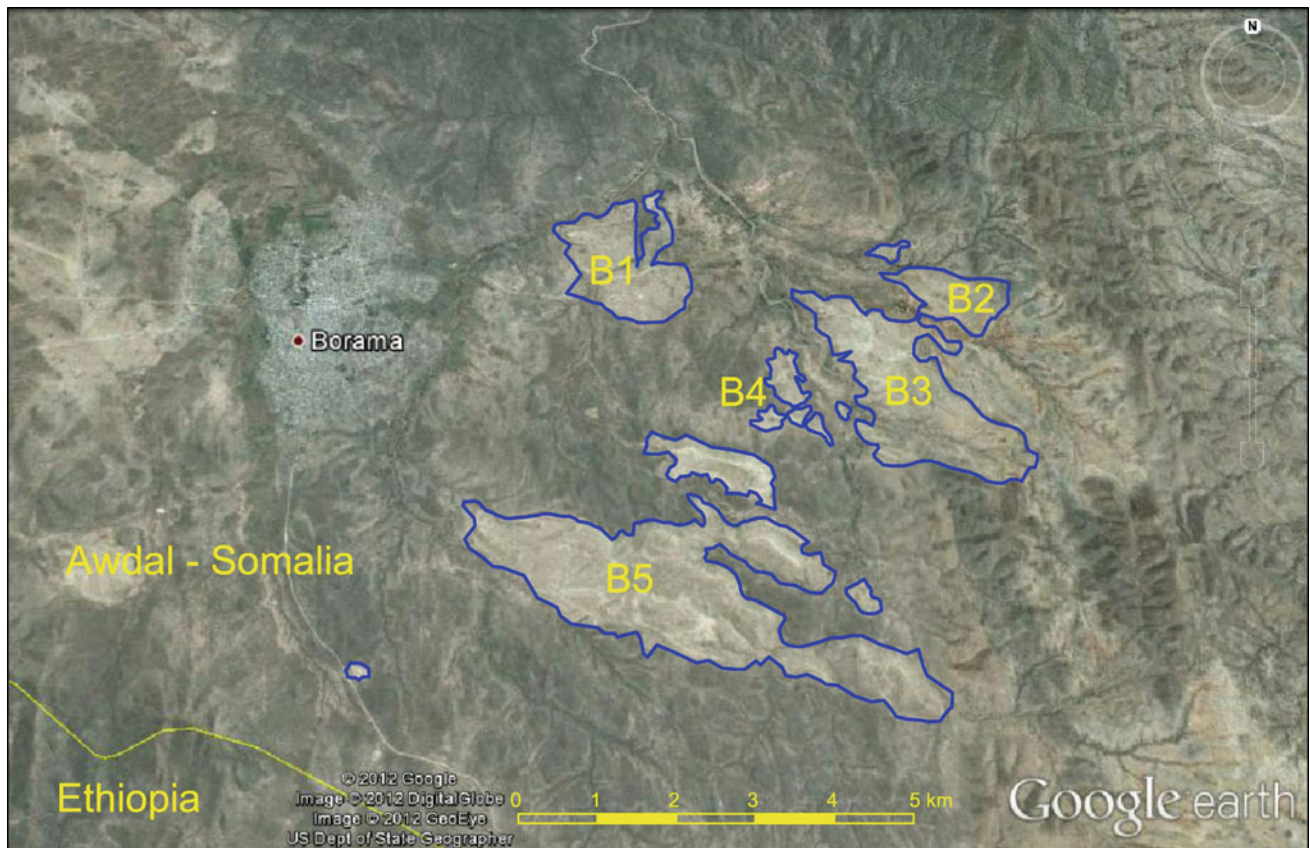 N
B1
B2
Borama
B4
B3
Awdal - Somalia
B5
Ethiopia
© 2012 Google
Image © 2012 DigitalGlobe
Image © 2012 GeoEye
US Dept of State Geographer
0 1 2 3 4 5 km
Google earth